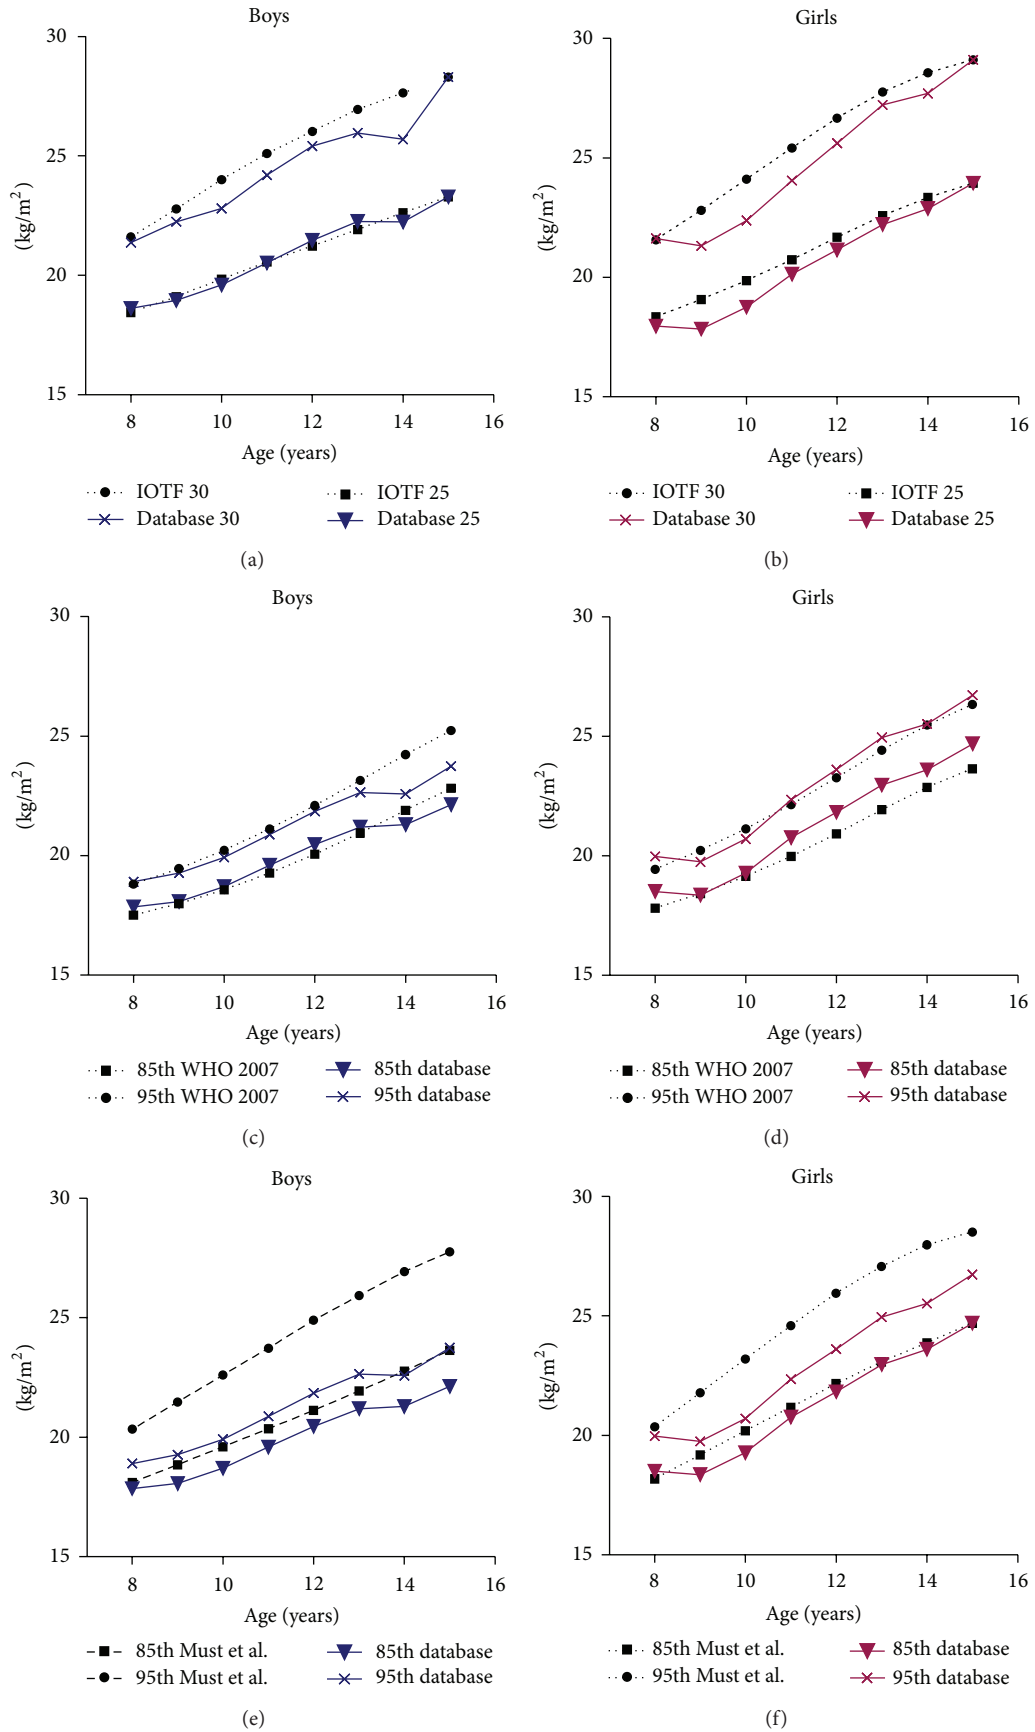 Boys
Girls
30
25
20
15
(kg/m²)
8 10 12 14 16
Age (years)
IOTF 30
IOTF 25
Database 30
Database 25
(a)
30
25
20
15
(kg/m²)
8 10 12 14 16
Age (years)
IOTF 30
IOTF 25
Database 30
Database 25
(b)
Boys
30
25
20
15
(kg/m²)
8 10 12 14 16
Age (years)
85th WHO 2007
85th database
95th WHO 2007
95th database
(c)
Girls
30
25
20
15
(kg/m²)
8 10 12 14 16
Age (years)
85th WHO 2007
85th database
95th WHO 2007
95th database
(d)
Boys
30
25
20
15
(kg/m²)
8 10 12 14 16
Age (years)
85th Must et al.
85th database
95th Must et al.
95th database
(e)
Girls
30
25
20
15
(kg/m²)
8 10 12 14 16
Age (years)
85th Must et al.
85th database
95th Must et al.
95th database
(f)